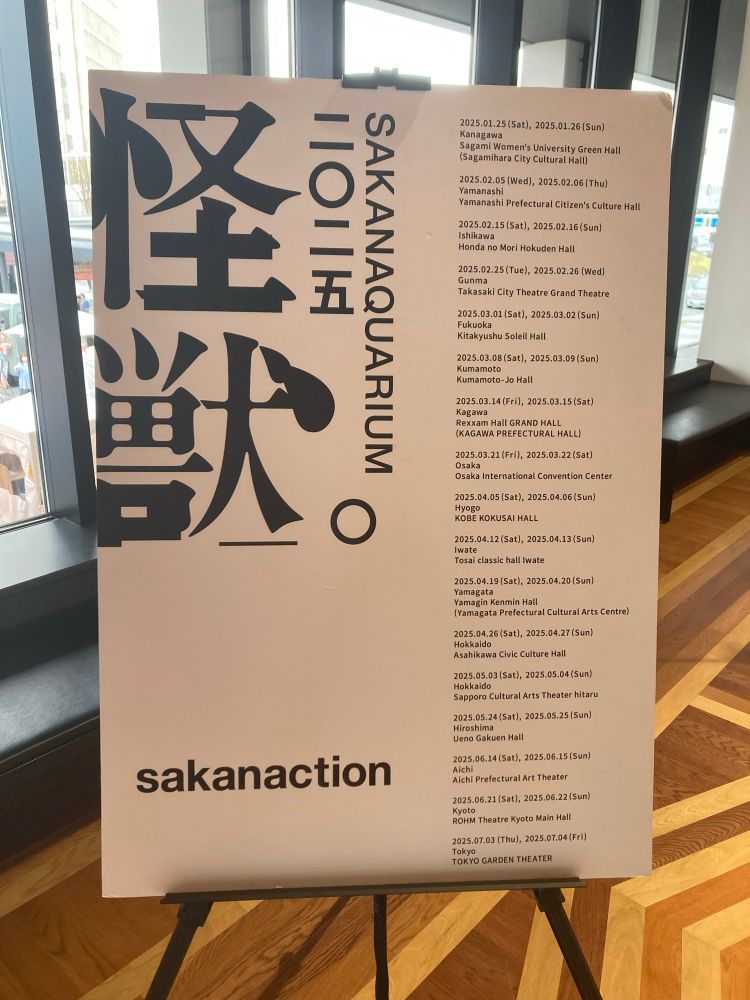 怪獣
二〇二五
SAKANAQUARIUM
sakanaction
2025.01.25(Sat), 2025.01.26(Sun)
Kanagawa
Sagami Women's University Green Hall
(Sagamihara City Cultural Hall)
2025.02.05(Wed), 2025.02.06(Thu)
Yamanashi
Yamanashi Prefectural Citizen's Culture Hall
2025.02.15(Sat), 2025.02.16(Sun)
Ishikawa
Honda no Mori Hokuden Hall
2025.02.25(Tue), 2025.02.26(Wed)
Gunma
Takasaki City Theatre Grand Theatre
2025.03.01(Sat), 2025.03.02(Sun)
Fukuoka
Kitakyushu Soleil Hall
2025.03.08(Sat), 2025.03.09(Sun)
Kumamoto
Kumamoto-Jo Hall
2025.03.14(Fri), 2025.03.15(Sat)
Kagawa
Rexxam Hall GRAND HALL
(KAGAWA PREFECTURAL HALL)
2025.03.21(Fri), 2025.03.22(Sat)
Osaka
Osaka International Convention Center
2025.04.05(Sat), 2025.04.06(Sun)
Hyogo
KOBE KOKUSAI HALL
2025.04.12(Sat), 2025.04.13(Sun)
Iwate
Tosai classic hall Iwate
2025.04.19(Sat), 2025.04.20(Sun)
Yamagata
Yamagin Kenmin Hall
(Yamagata Prefectural Cultural Arts Centre)
2025.04.26(Sat), 2025.04.27(Sun)
Hokkaido
Asahikawa Civic Culture Hall
2025.05.03(Sat), 2025.05.04(Sun)
Hokkaido
Sapporo Cultural Arts Theater hitaru
2025.05.24(Sat), 2025.05.25(Sun)
Hiroshima
Ueno Gakuen Hall
2025.06.14(Sat), 2025.06.15(Sun)
Aichi
Aichi Prefectural Art Theater
2025.06.21(Sat), 2025.06.22(Sun)
Kyoto
ROHM Theatre Kyoto Main Hall
2025.07.03(Thu), 2025.07.04(Fri)
Tokyo
TOKYO GARDEN THEATER